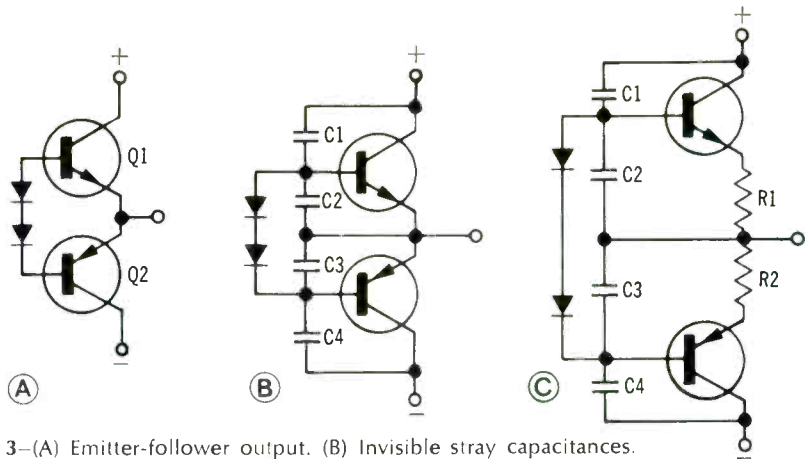 +
Q1
Q2
−
A
+
C1
C2
C3
C4
−
B
+
C1
C2
R1
C3
R2
C4
−
C
3–(A) Emitter-follower output. (B) Invisible stray capacitances.